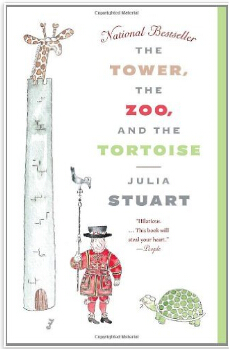 National Bestseller
THE
TOWER,
THE
ZOO,
AND THE
TORTOISE
JULIA
STUART
"Hilarious.
... This book will
steal your heart."
—People